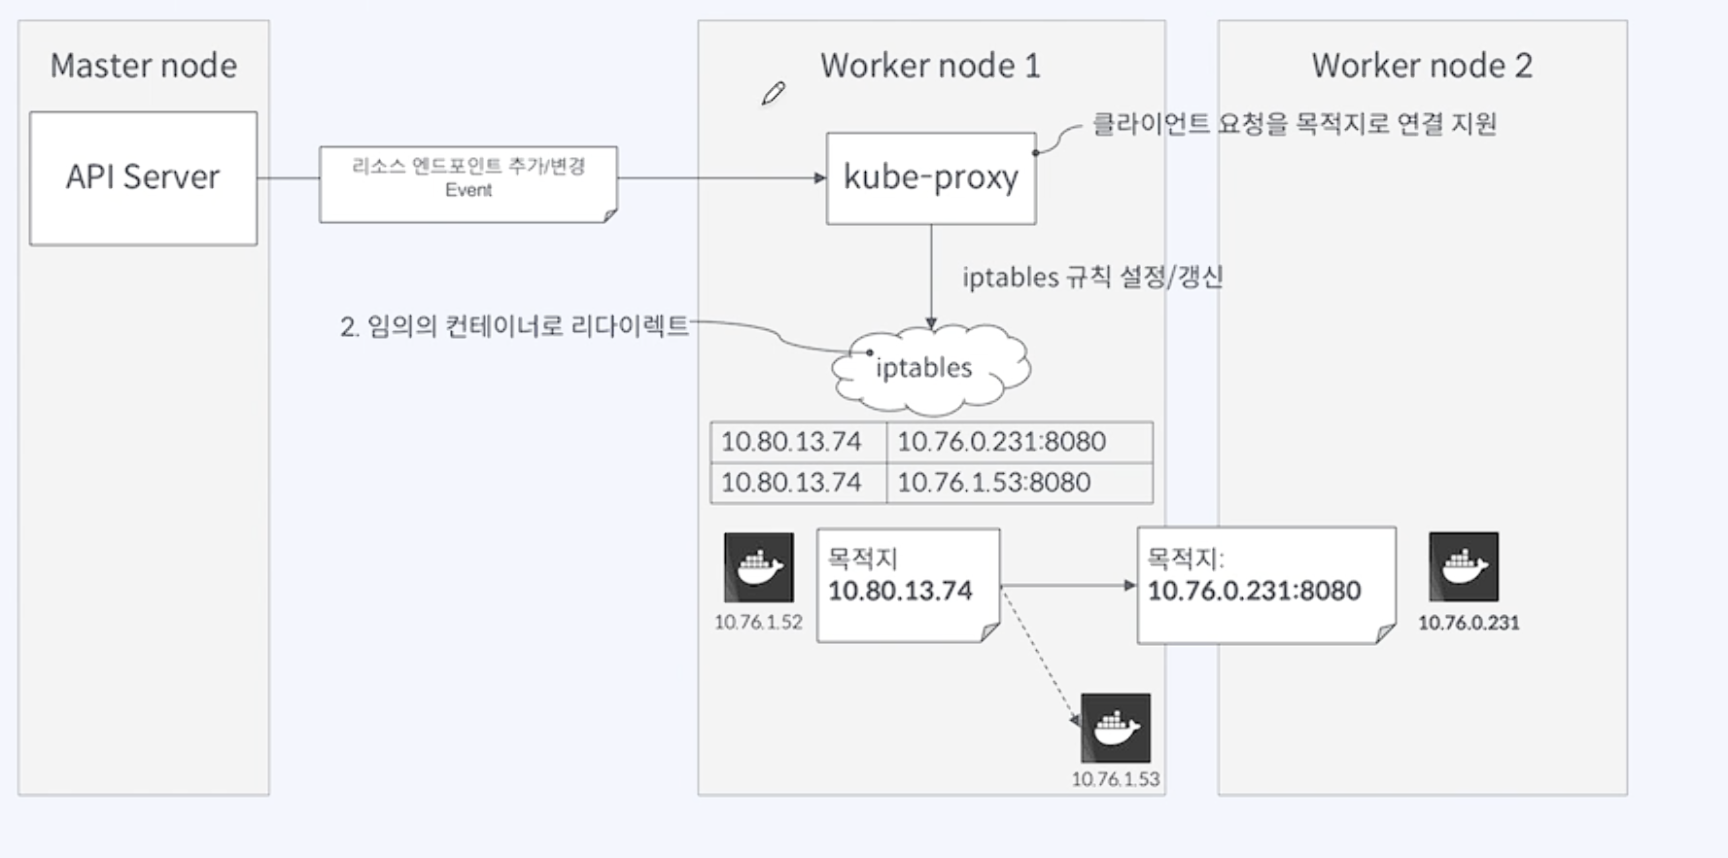 Master node
Worker node 1
Worker node 2
API Server
리소스 엔드포인트 추가/변경
Event
kube-proxy
클라이언트 요청을 목적지로 연결 지원
iptables 규칙 설정/갱신
2. 임의의 컨테이너로 리다이렉트
iptables
10.80.13.74 10.76.0.231:8080
10.80.13.74 10.76.1.53:8080
목적지
10.80.13.74
목적지:
10.76.0.231:8080
10.76.1.52
10.76.0.231
10.76.1.53